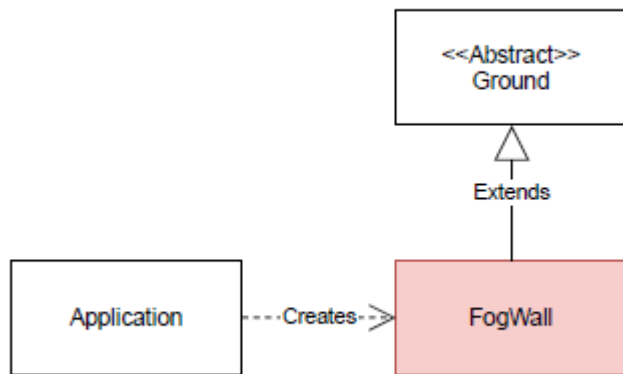 <<Abstract>>
Ground
Extends
Application
Creates
FogWall